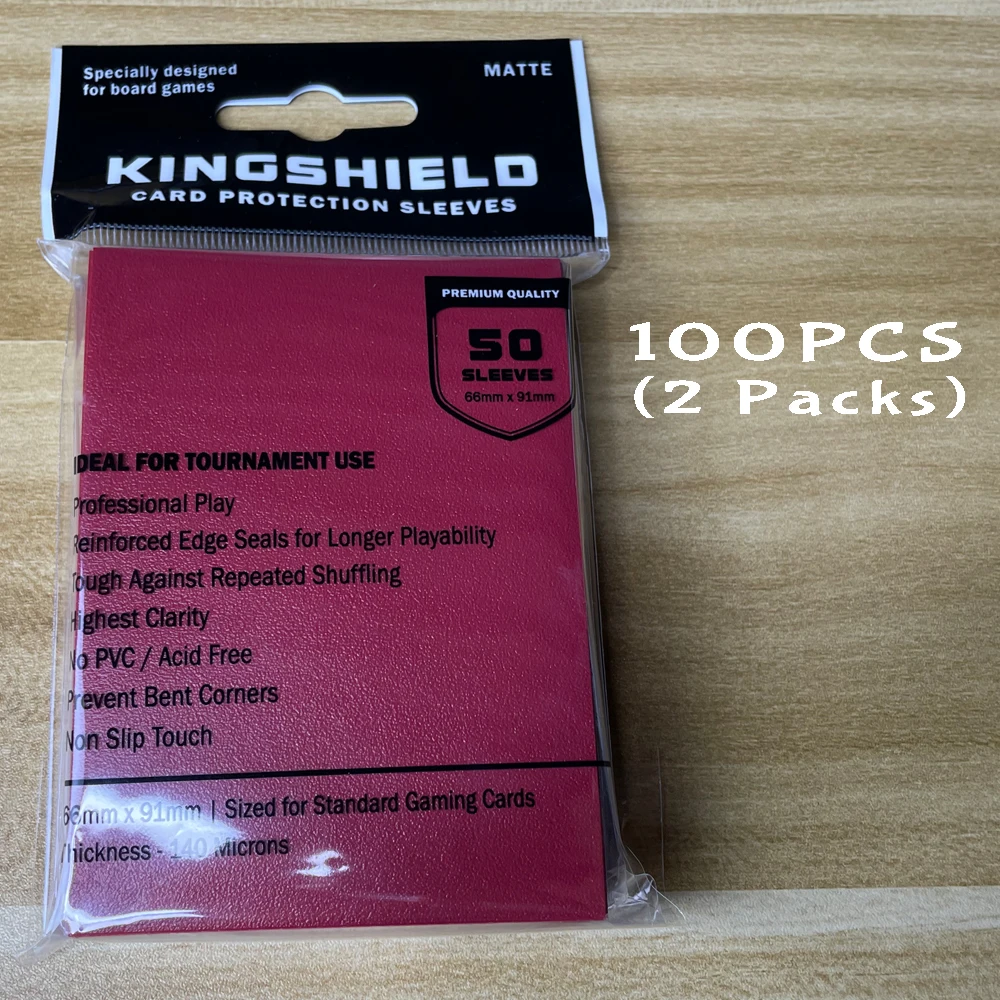 Specially designed
for board games
MATTE
KINGSHIELD
CARD PROTECTION SLEEVES
PREMIUM QUALITY
50
SLEEVES
66mm x 91mm
100PCS
(2 Packs)
IDEAL FOR TOURNAMENT USE
Professional Play
Reinforced Edge Seals for Longer Playability
Tough Against Repeated Shuffling
Highest Clarity
No PVC / Acid Free
Prevent Bent Corners
Non Slip Touch
66mm x 91mm | Sized for Standard Gaming Cards
Thickness - 140 Microns